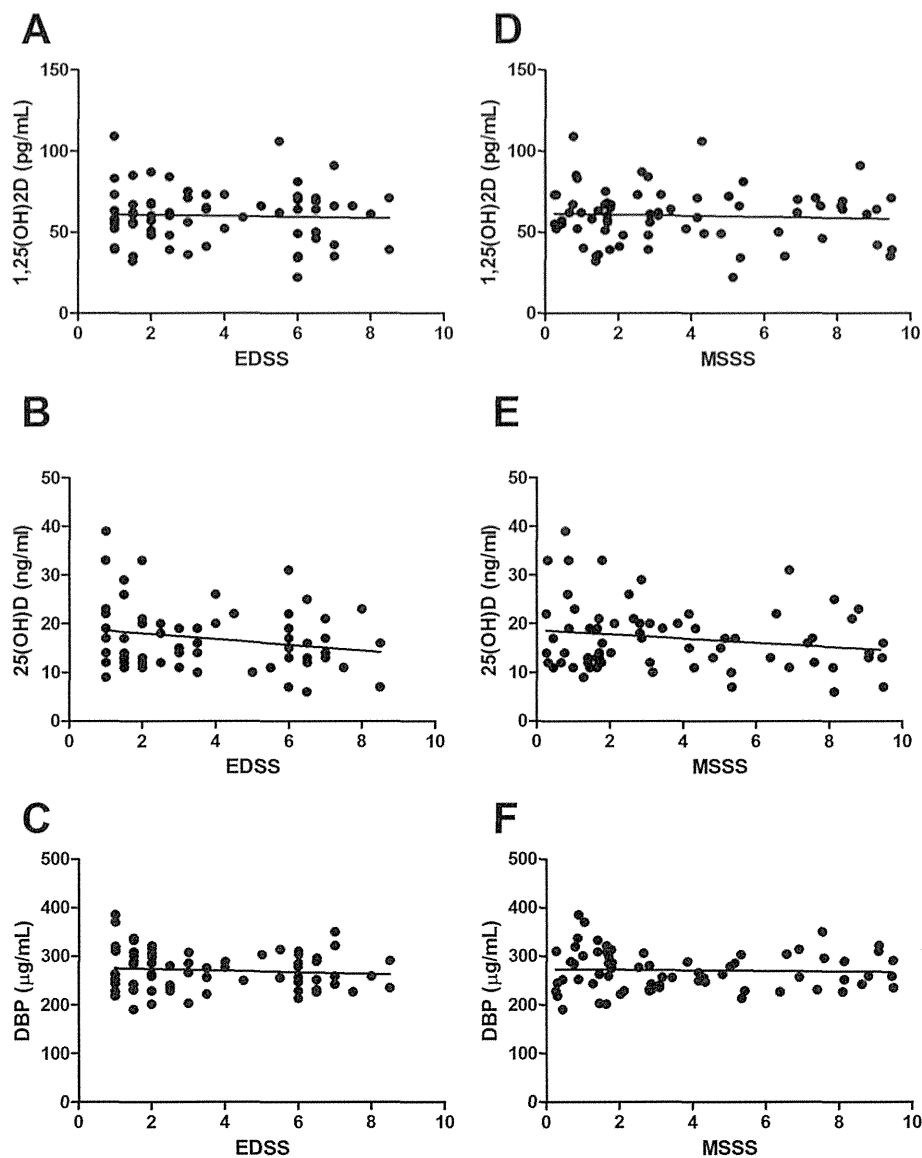 A
1,25(OH)2D (pg/mL)
150
100
50
0
0 2 4 6 8 10
EDSS
D
1,25(OH)2D (pg/mL)
150
100
50
0
0 2 4 6 8 10
MSSS
B
25(OH)D (ng/ml)
50
40
30
20
10
0
0 2 4 6 8 10
EDSS
E
25(OH)D (ng/ml)
50
40
30
20
10
0
0 2 4 6 8 10
MSSS
C
DBP (μg/mL)
500
400
300
200
100
0
0 2 4 6 8 10
EDSS
F
DBP (μg/mL)
500
400
300
200
100
0
0 2 4 6 8 10
MSSS